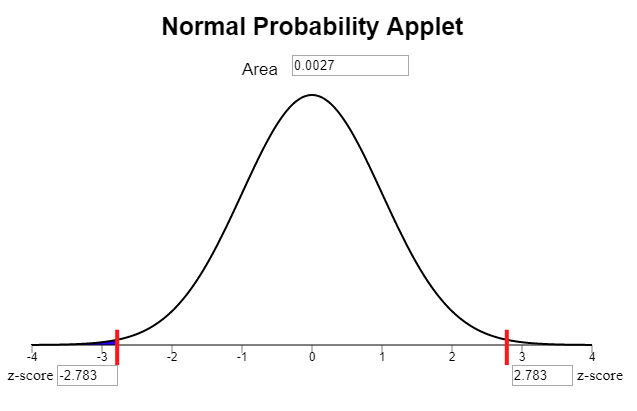 Normal Probability Applet
Area 0.0027
-4 -3 -2 -1 0 1 2 3 4
z-score -2.783 2.783 z-score